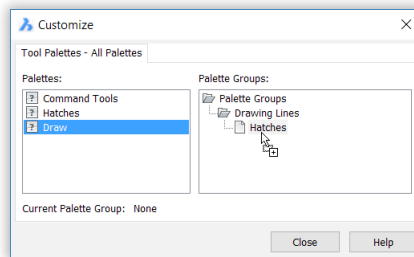 Customize
Tool Palettes - All Palettes
Palettes:
Command Tools
Hatches
Draw
Palette Groups:
Palette Groups
Drawing Lines
Hatches
Current Palette Group: None
Close
Help